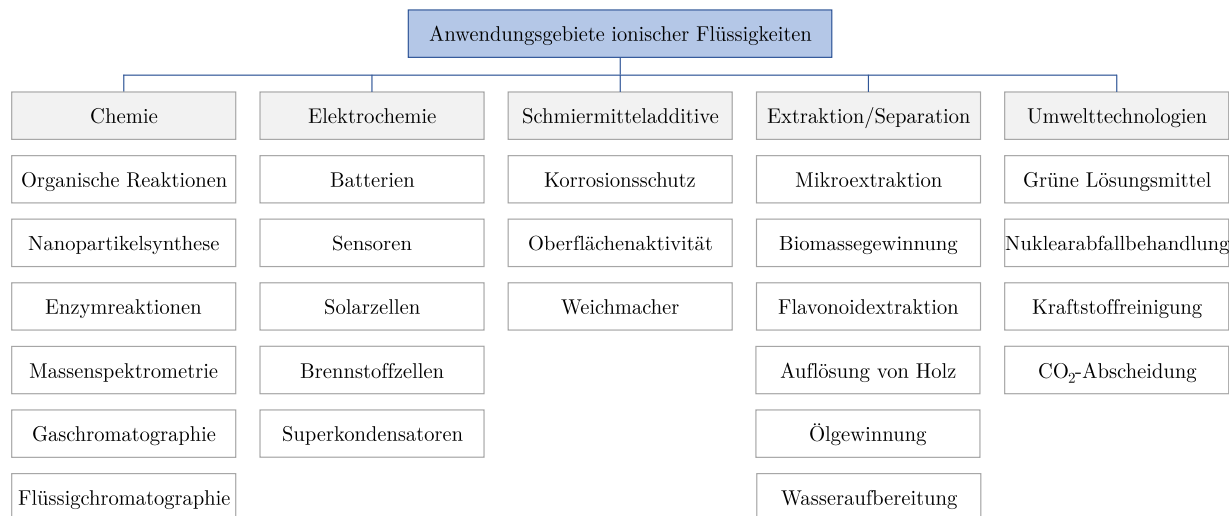 Anwendungsgebiete ionischer Flüssigkeiten
Chemie
Organische Reaktionen
Nanopartikelsynthese
Enzymreaktionen
Massenspektrometrie
Gaschromatographie
Flüssigchromatographie
Elektrochemie
Batterien
Sensoren
Solarzellen
Brennstoffzellen
Superkondensatoren
Schmiermitteladditive
Korrosionsschutz
Oberflächenaktivität
Weichmacher
Extraktion/Separation
Mikroextraktion
Biomassegewinnung
Flavonoidextraktion
Auflösung von Holz
Ölgewinnung
Wasseraufbereitung
Umwelttechnologien
Grüne Lösungsmittel
Nuklearabfallbehandlung
Kraftstoffreinigung
CO₂-Abscheidung